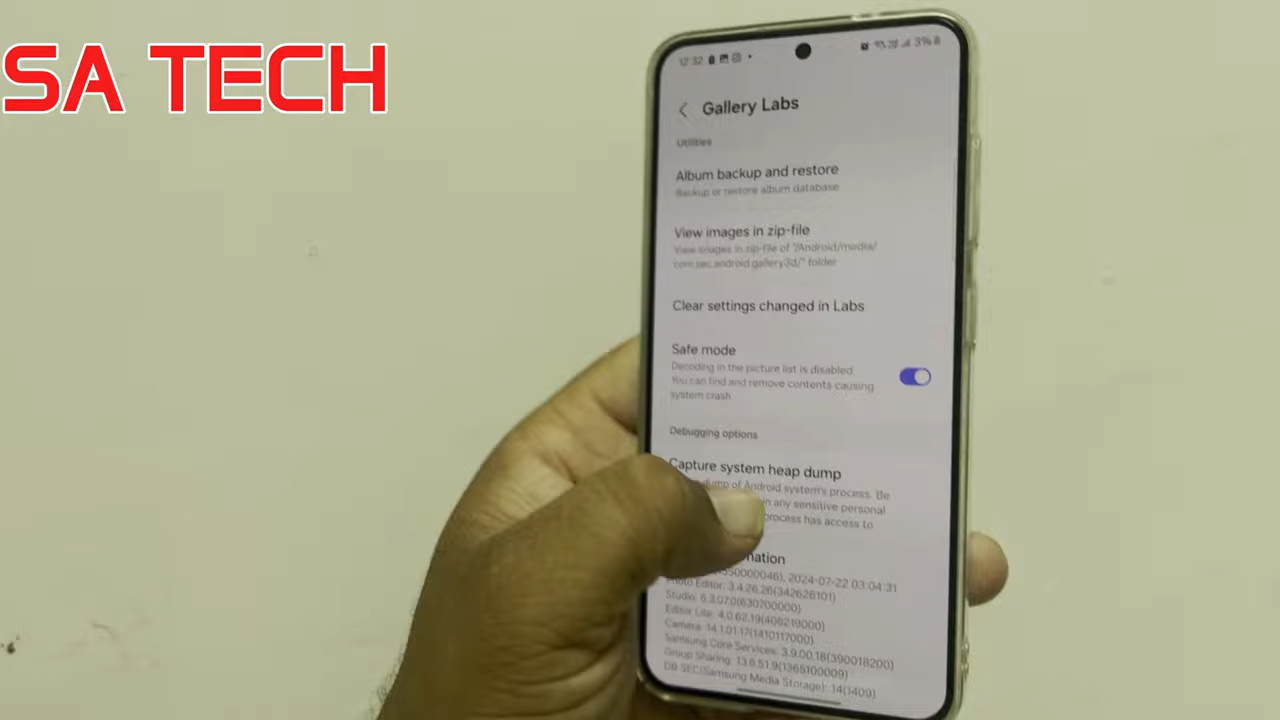 SA TECH
12:32
3%
Gallery Labs
Utilities
Album backup and restore
Backup or restore album database
View images in zip-file
View images in zip-file of "/Android/media/
com.sec.android.gallery3d/" folder
Clear settings changed in Labs
Safe mode
Decoding in the picture list is disabled.
You can find and remove contents causing
system crash
Debugging options
Capture system heap dump
dump of Android system's process. Be
in any sensitive personal
process has access to
2024-07-22 03:04:31
Photo Editor: 3.4.26.26(342626101)
Studio: 6.3.07.0(630700000)
Editor Lite: 4.0.62.19(406219000)
Camera: 14.1.01.17(1410117000)
Samsung Core Services: 3.9.00.18(390018200)
Group Sharing: 13.6.51.9(1365100009)
DB SEC(Samsung Media Storage): 14(1409)